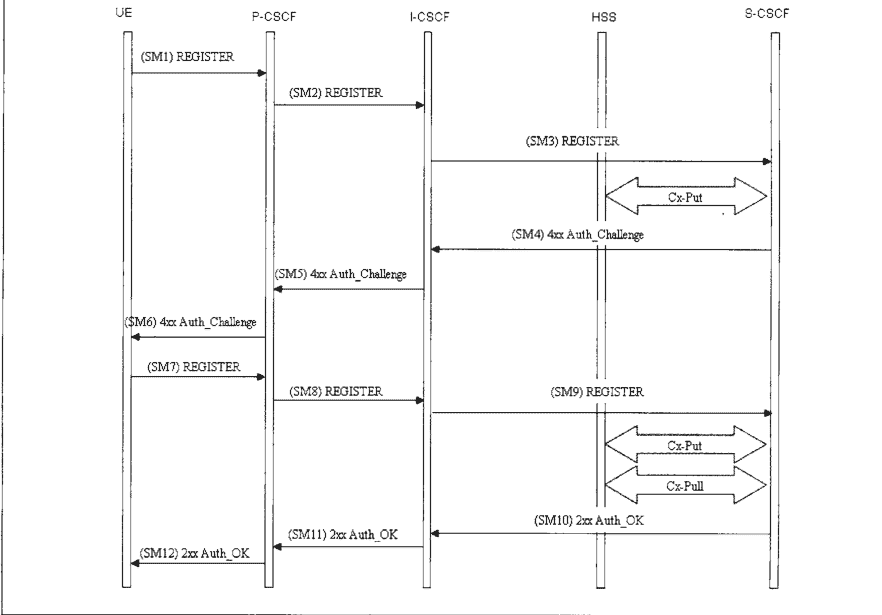 UE P-CSCF I-CSCF HSS S-CSCF
(SM1) REGISTER
(SM2) REGISTER
(SM3) REGISTER
Cx-Put
(SM4) 4xx Auth_Challenge
(SM5) 4xx Auth_Challenge
(SM6) 4xx Auth_Challenge
(SM7) REGISTER
(SM8) REGISTER
(SM9) REGISTER
Cx-Put
Cx-Pull
(SM10) 2xx Auth_OK
(SM11) 2xx Auth_OK
(SM12) 2xx Auth_OK